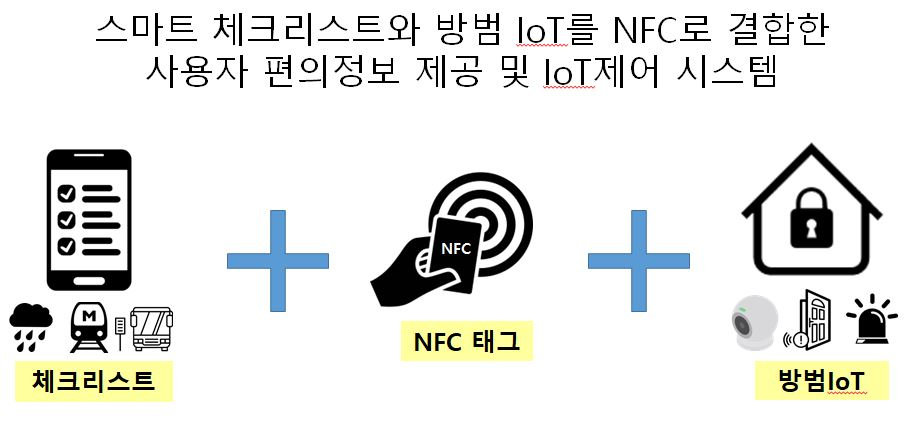 스마트 체크리스트와 방범 IoT를 NFC로 결합한
사용자 편의정보 제공 및 IoT제어 시스템
NFC
M
NFC 태그
체크리스트
방범IoT